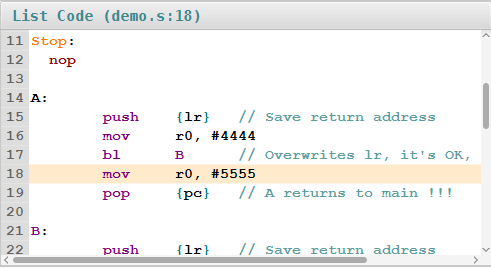 List Code (demo.s:18)
11 Stop:
12 nop
13
14 A:
15 push {lr} // Save return address
16 mov r0, #4444
17 bl B // Overwrites lr, it's OK,
18 mov r0, #5555
19 pop {pc} // A returns to main !!!
20
21 B:
22 push {lr} // Save return address